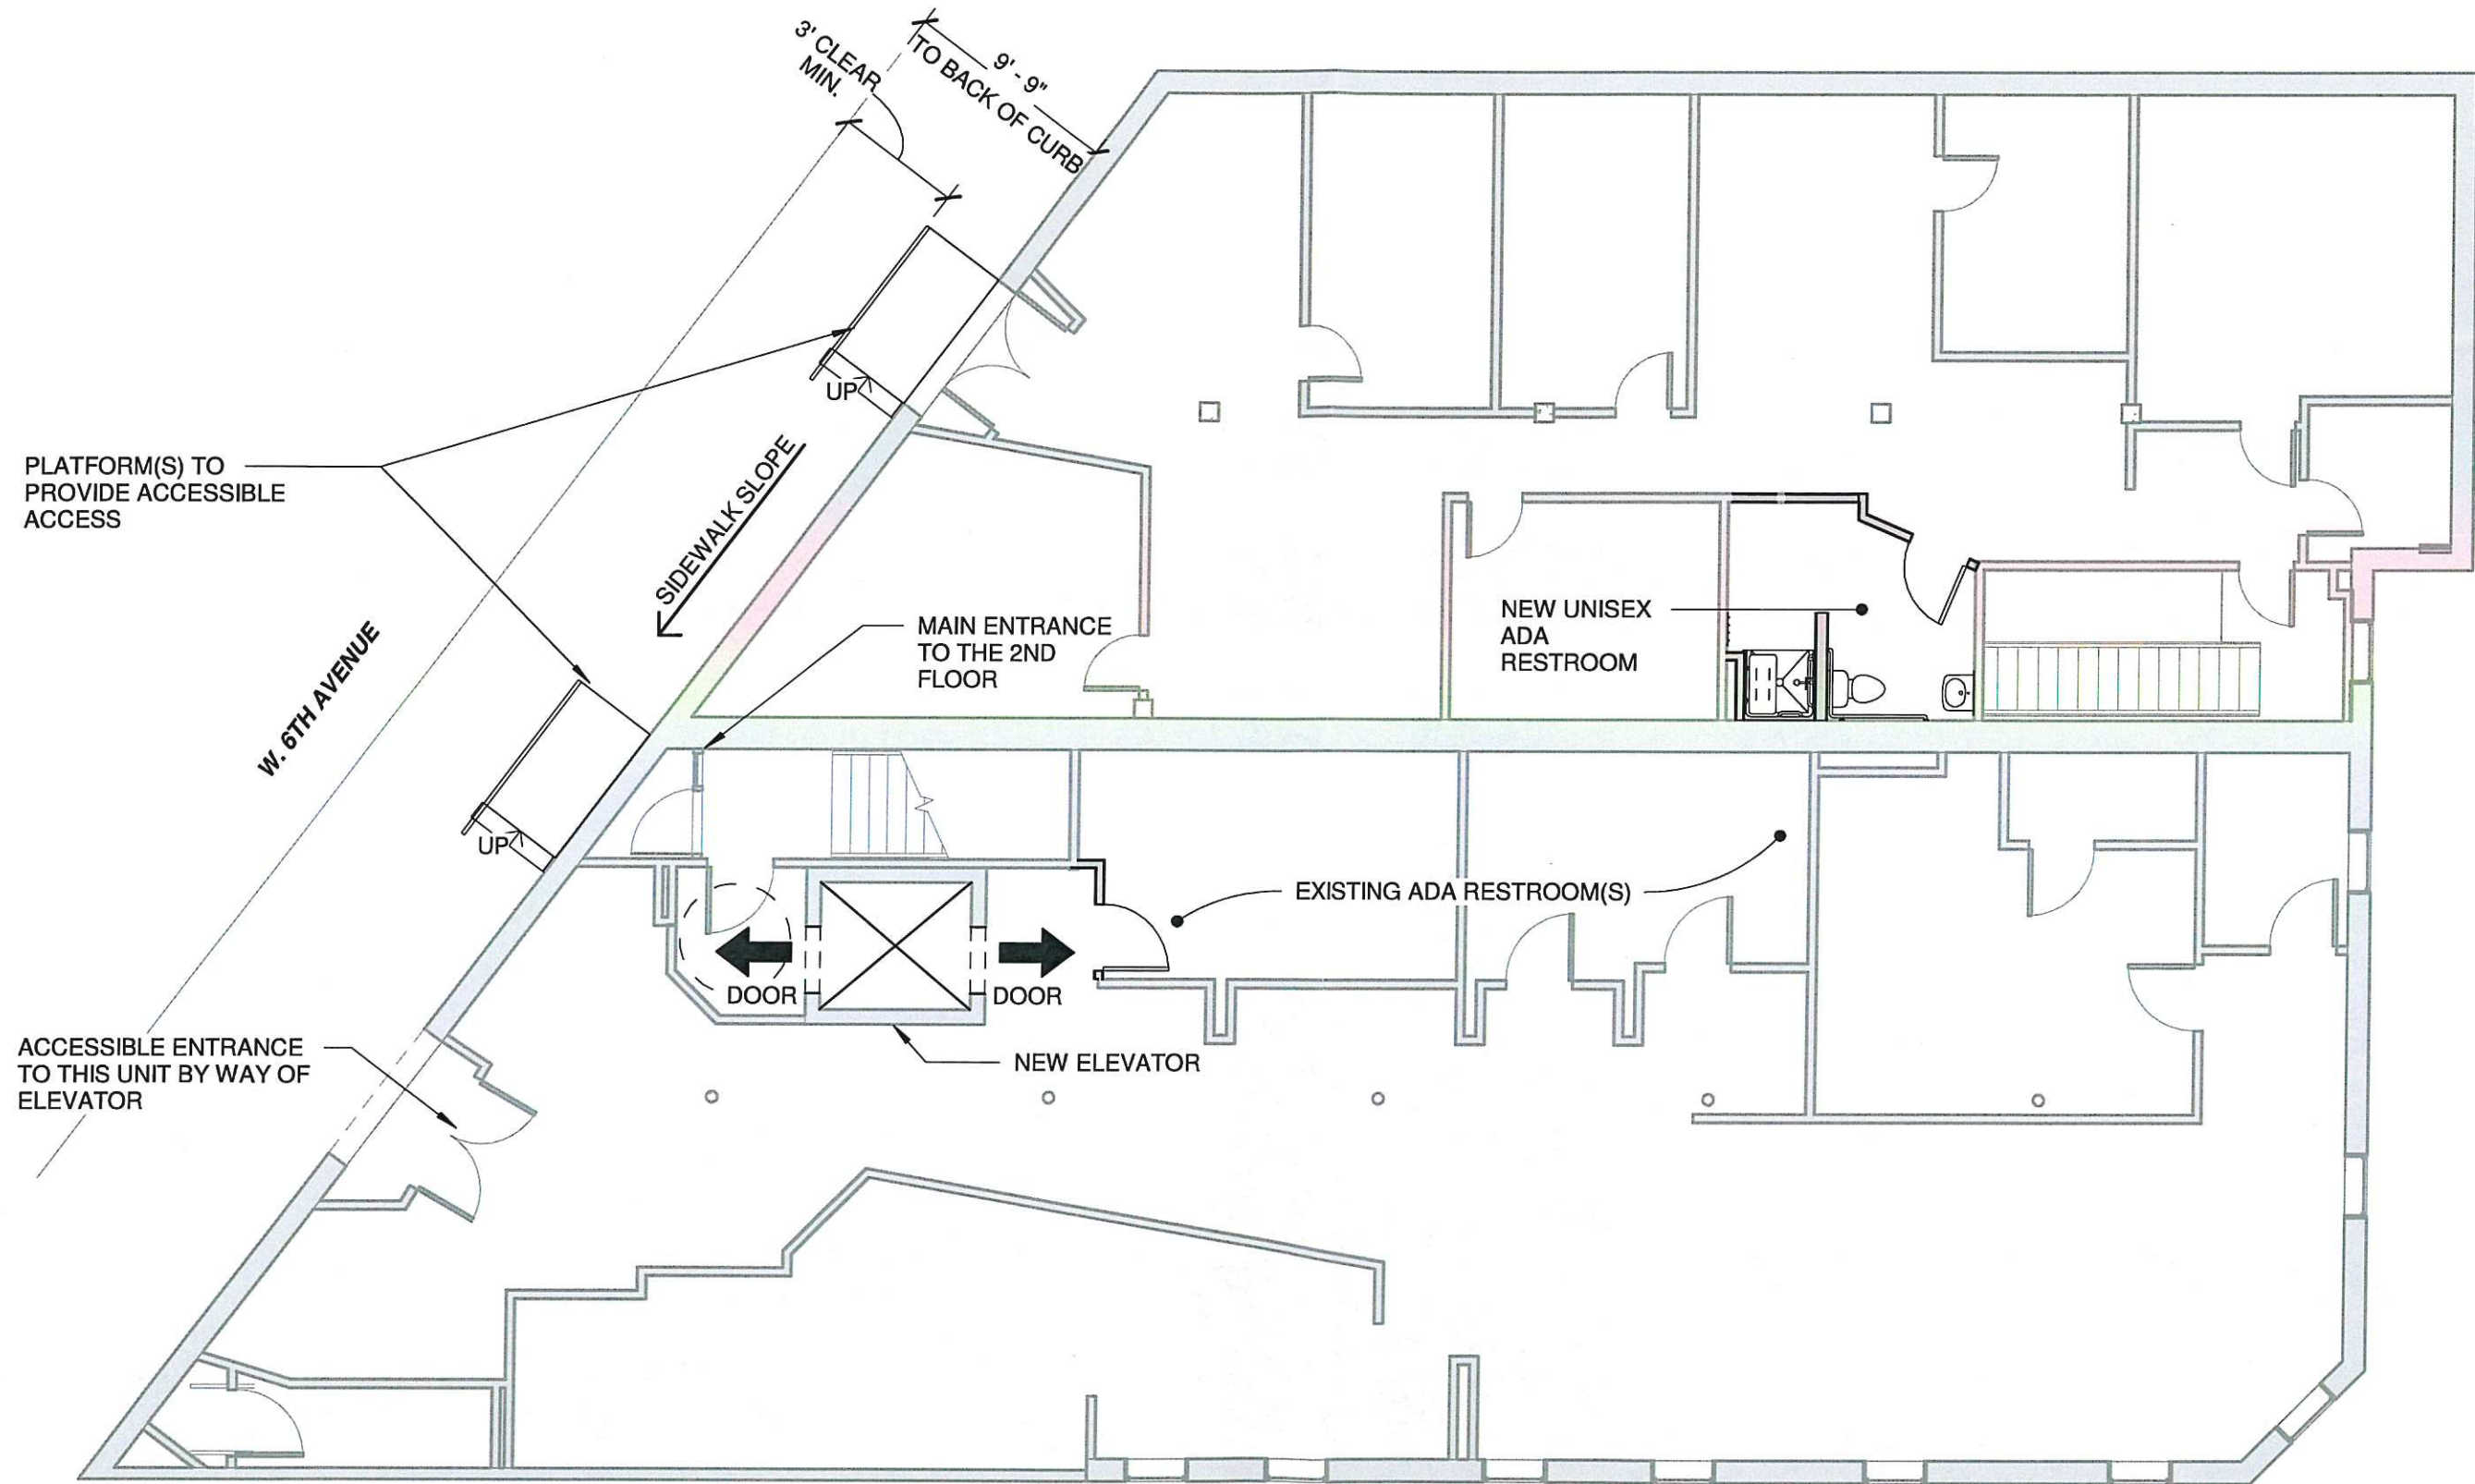 3' CLEAR
MIN.
9' - 9"
TO BACK OF CURB
UP
PLATFORM(S) TO
PROVIDE ACCESSIBLE
ACCESS
SIDEWALK SLOPE
W. 6TH AVENUE
MAIN ENTRANCE
TO THE 2ND
FLOOR
NEW UNISEX
ADA
RESTROOM
UP
EXISTING ADA RESTROOM(S)
DOOR
DOOR
NEW ELEVATOR
ACCESSIBLE ENTRANCE
TO THIS UNIT BY WAY OF
ELEVATOR